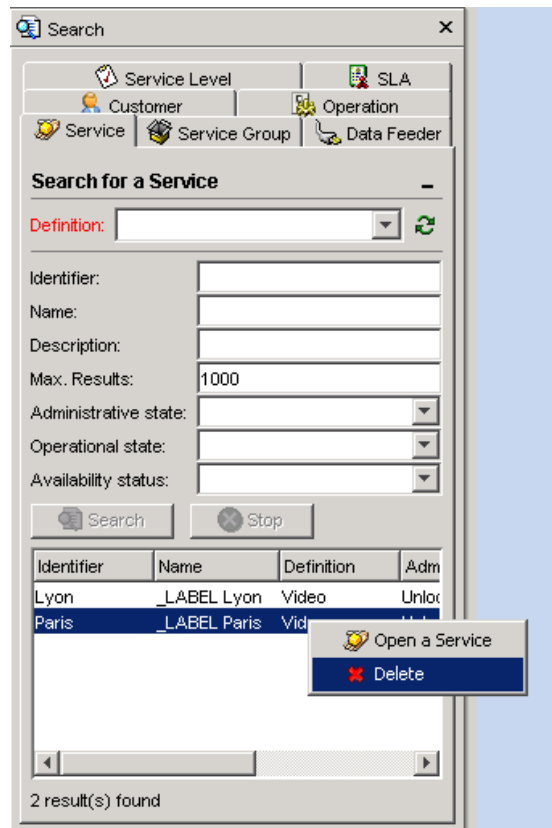 Search
Service Level SLA
Customer Operation
Service Service Group Data Feeder
Search for a Service
Definition:
Identifier:
Name:
Description:
Max. Results: 1000
Administrative state:
Operational state:
Availability status:
Search Stop
Identifier Name Definition Adm
Lyon _LABEL Lyon Video Unloc
Paris _LABEL Paris
Open a Service
Delete
2 result(s) found